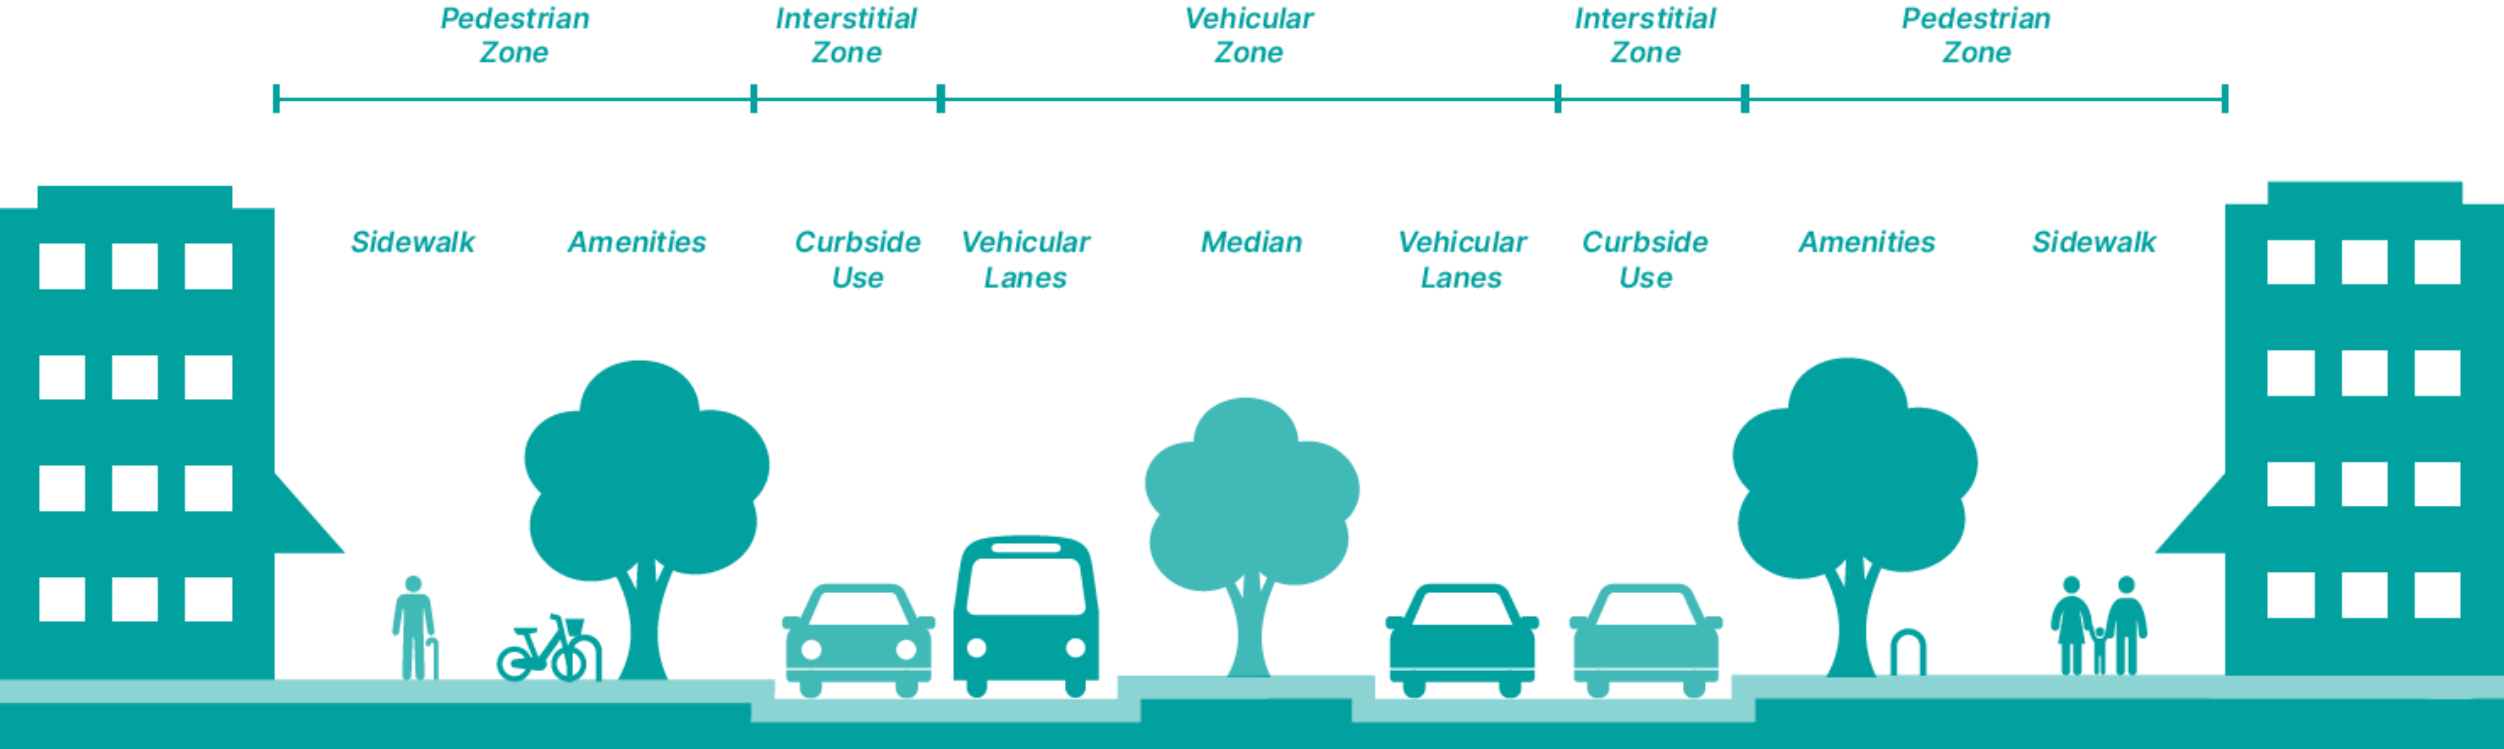 Pedestrian
Zone
Interstitial
Zone
Vehicular
Zone
Interstitial
Zone
Pedestrian
Zone
Sidewalk
Amenities
Curbside
Use
Vehicular
Lanes
Median
Vehicular
Lanes
Curbside
Use
Amenities
Sidewalk